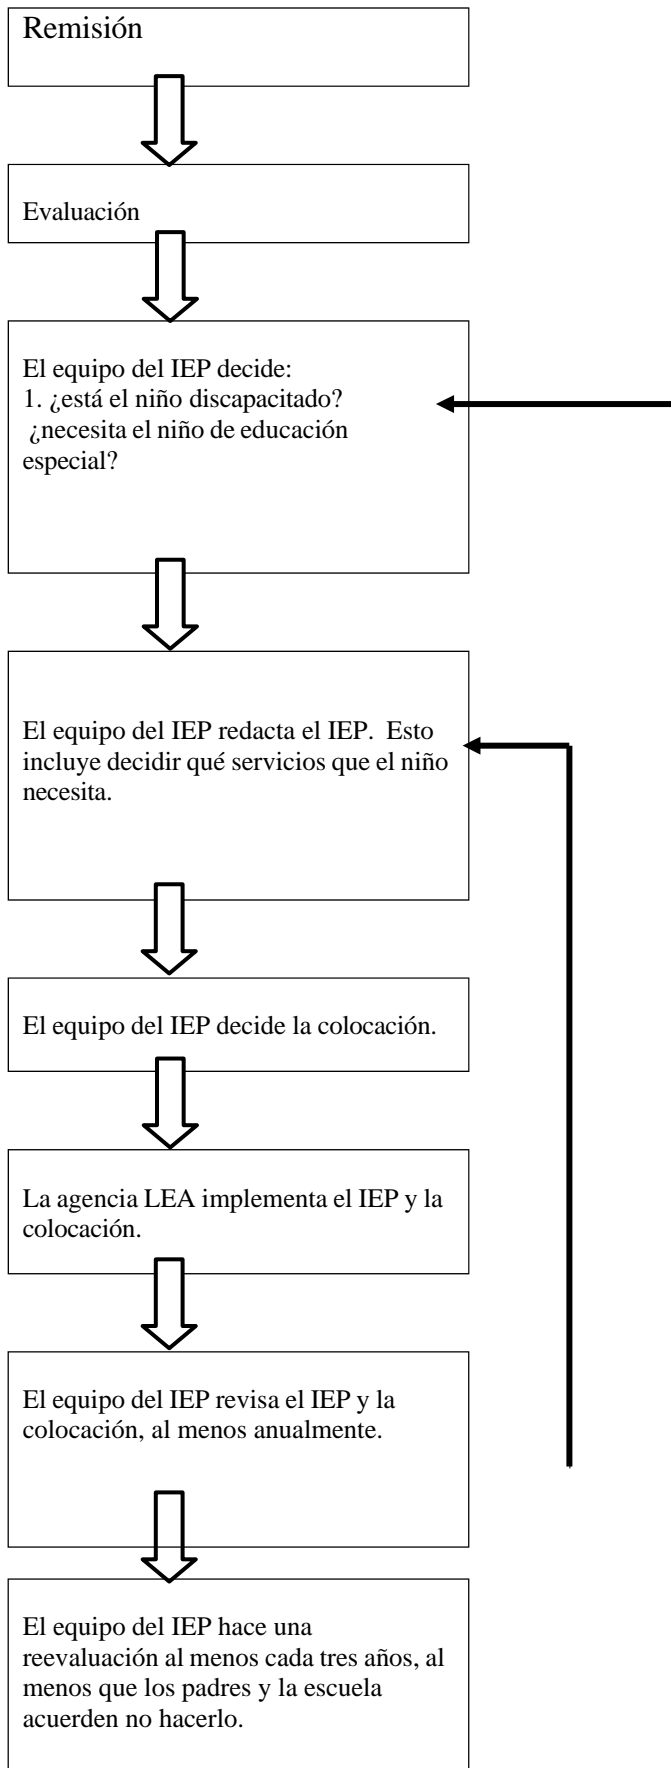 Remisión
Evaluación
El equipo del IEP decide:
1. ¿está el niño discapacitado?
¿necesita el niño de educación
especial?
El equipo del IEP redacta el IEP.  Esto
incluye decidir qué servicios que el niño
necesita.
El equipo del IEP decide la colocación.
La agencia LEA implementa el IEP y la
colocación.
El equipo del IEP revisa el IEP y la
colocación, al menos anualmente.
El equipo del IEP hace una
reevaluación al menos cada tres años, al
menos que los padres y la escuela
acuerden no hacerlo.